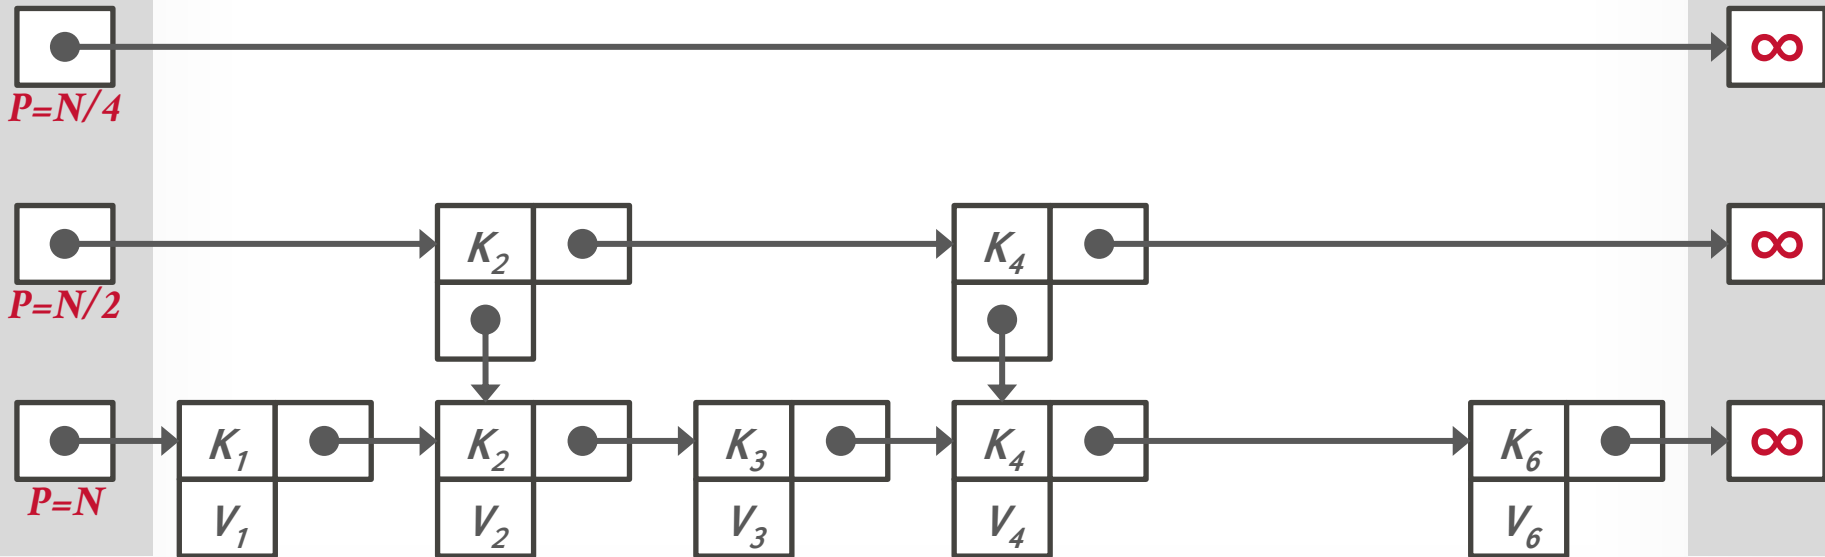 ∞
P=N/4
K₂ K₄ ∞
P=N/2
K₁ K₂ K₃ K₄ K₆ ∞
P=N
V₁ V₂ V₃ V₄ V₆